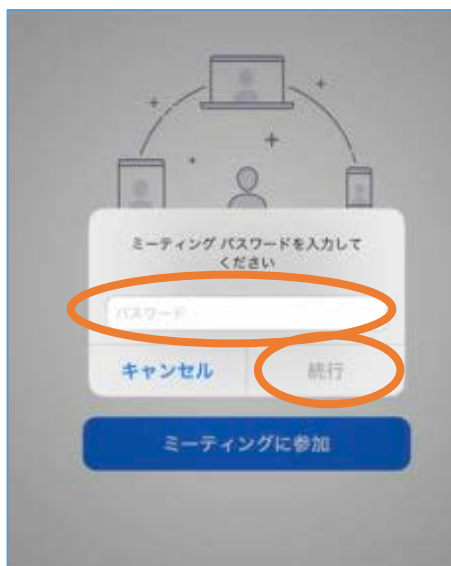 ミーティング パスワードを入力して
ください
パスワード
キャンセル
続行
ミーティングに参加